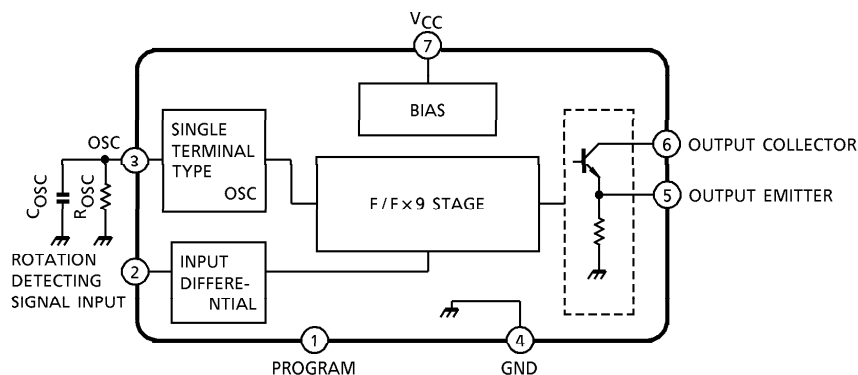 VCC
7
BIAS
SINGLE
TERMINAL
TYPE
OSC
OSC
3
COSC
ROSC
F/F×9 STAGE
6 OUTPUT COLLECTOR
5 OUTPUT EMITTER
ROTATION
DETECTING
SIGNAL INPUT
2
INPUT
DIFFERE-
NTIAL
1
PROGRAM
4
GND